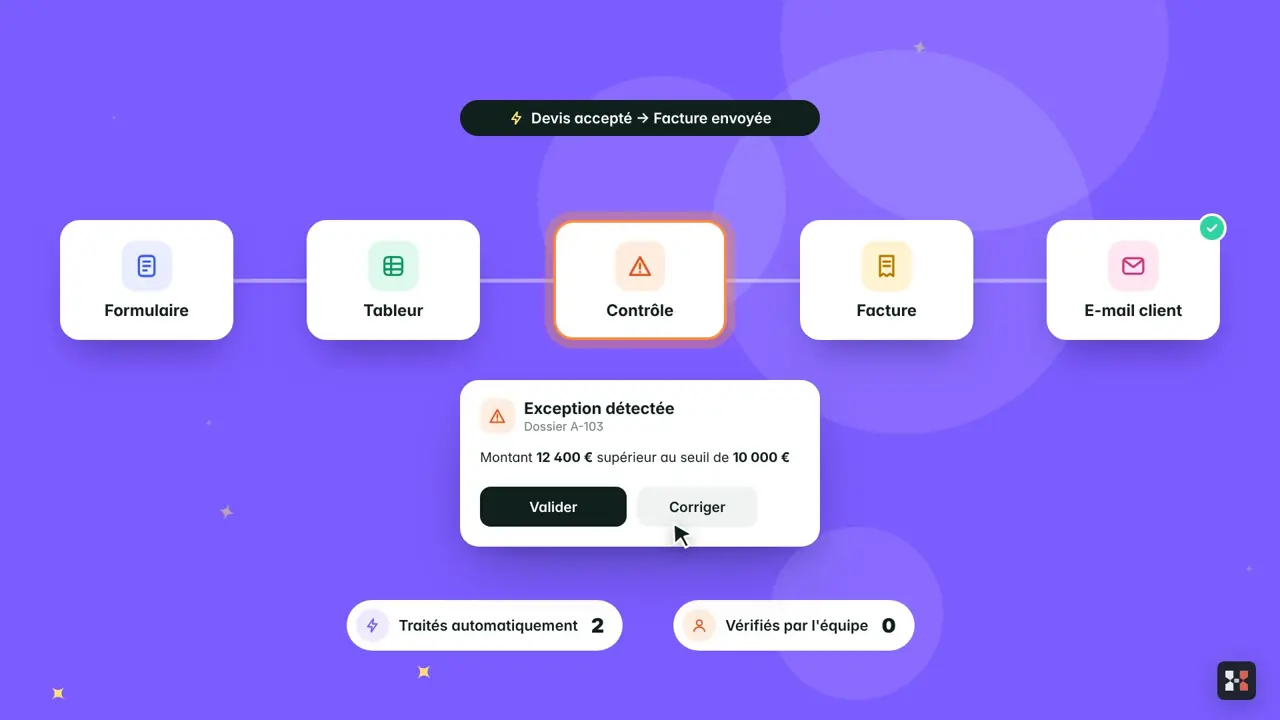 Devis accepté → Facture envoyée
Formulaire
Tableur
Contrôle
Facture
E-mail client
Exception détectée
Dossier A-103
Montant 12 400 € supérieur au seuil de 10 000 €
Valider
Corriger
Traités automatiquement 2
Vérifiés par l'équipe 0